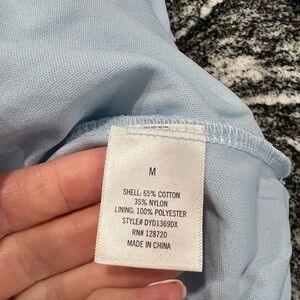 M
SHELL: 65% COTTON
35% NYLON
LINING: 100% POLYESTER
STYLE# DYD1369DX
RN# 128720
MADE IN CHINA